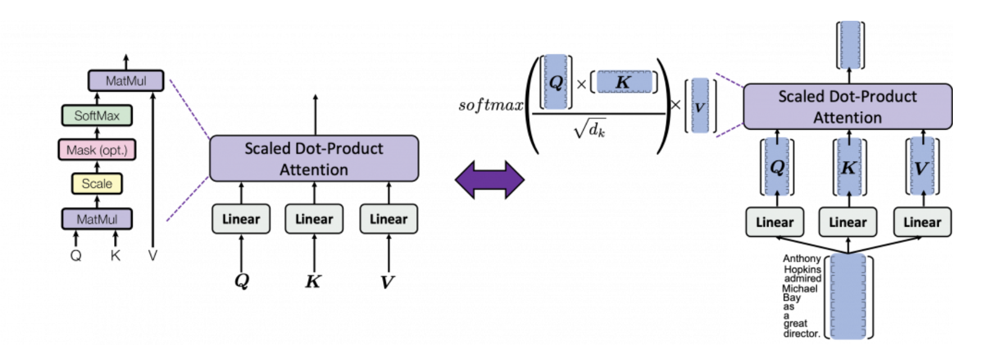 MatMul
SoftMax
Mask (opt.)
Scale
MatMul
Q K V
Scaled Dot-Product
Attention
Linear Linear Linear
Q K V
softmax
Q × K
√d_k
× V
Scaled Dot-Product
Attention
Q K V
Linear Linear Linear
Anthony
Hopkins
admired
Michael
Bay
as
a
great
director.